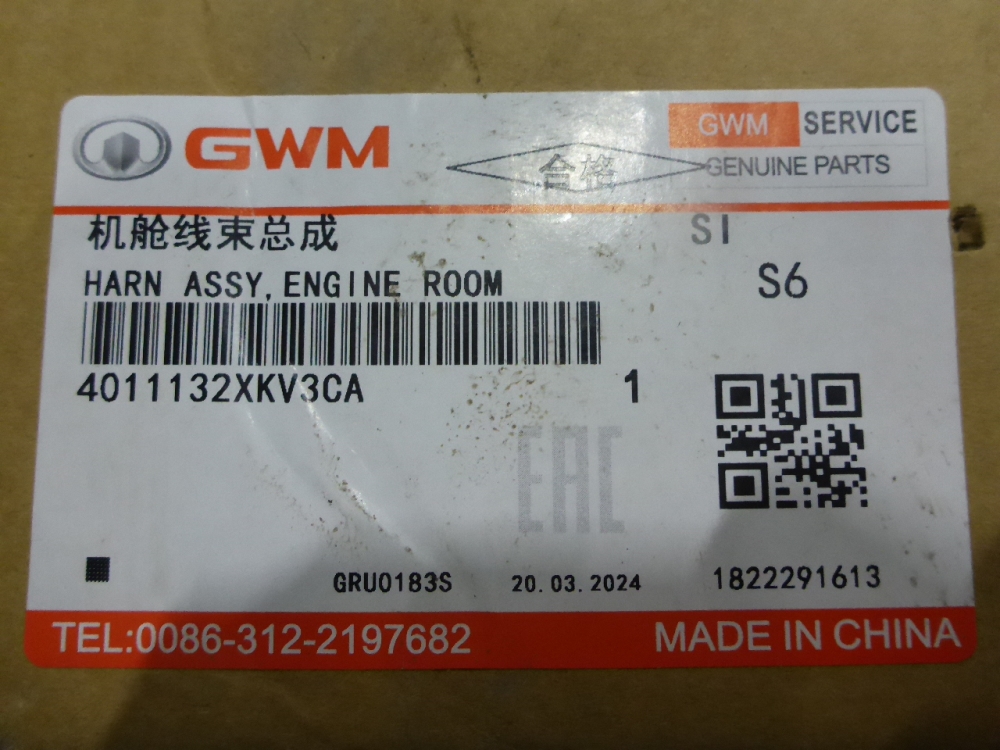 GWM
合格
GWM SERVICE
GENUINE PARTS
机舱线束总成
SI
HARN ASSY,ENGINE ROOM
S6
4011132XKV3CA
1
EAC
GRU0183S
20.03.2024
1822291613
TEL:0086-312-2197682
MADE IN CHINA